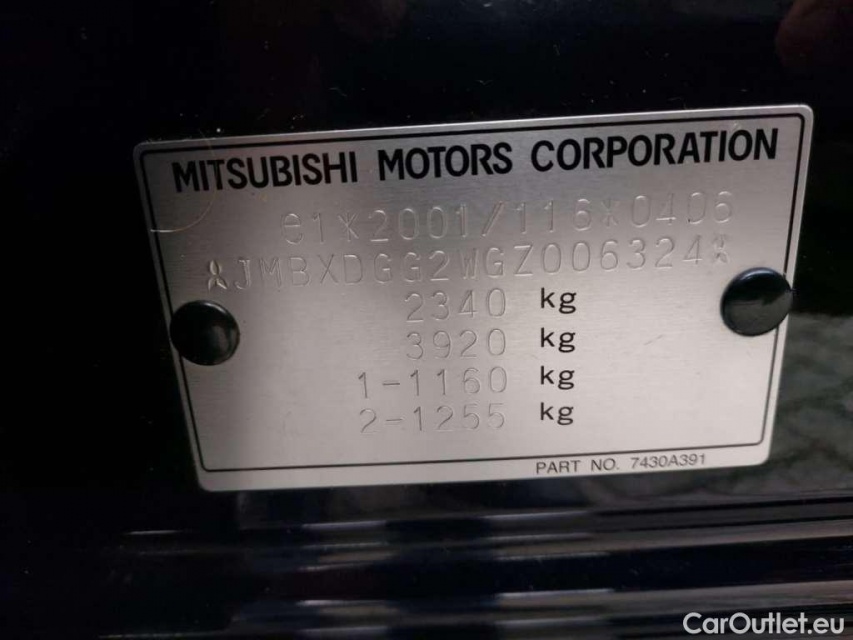 MITSUBISHI MOTORS CORPORATION
e1*2001/116*0406
*JMBXDGG2WGZ006324*
2340 kg
3920 kg
1-1160 kg
2-1255 kg
PART NO. 7430A391
CarOutlet.eu